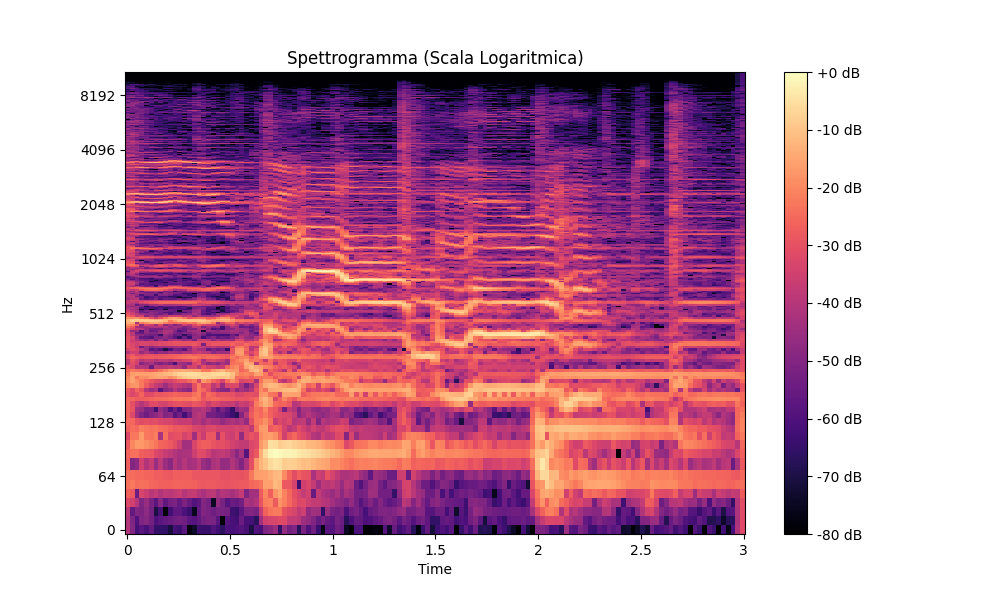 Spettrogramma (Scala Logaritmica)
Hz
8192
4096
2048
1024
512
256
128
64
0
0 0.5 1 1.5 2 2.5 3
Time
+0 dB
-10 dB
-20 dB
-30 dB
-40 dB
-50 dB
-60 dB
-70 dB
-80 dB